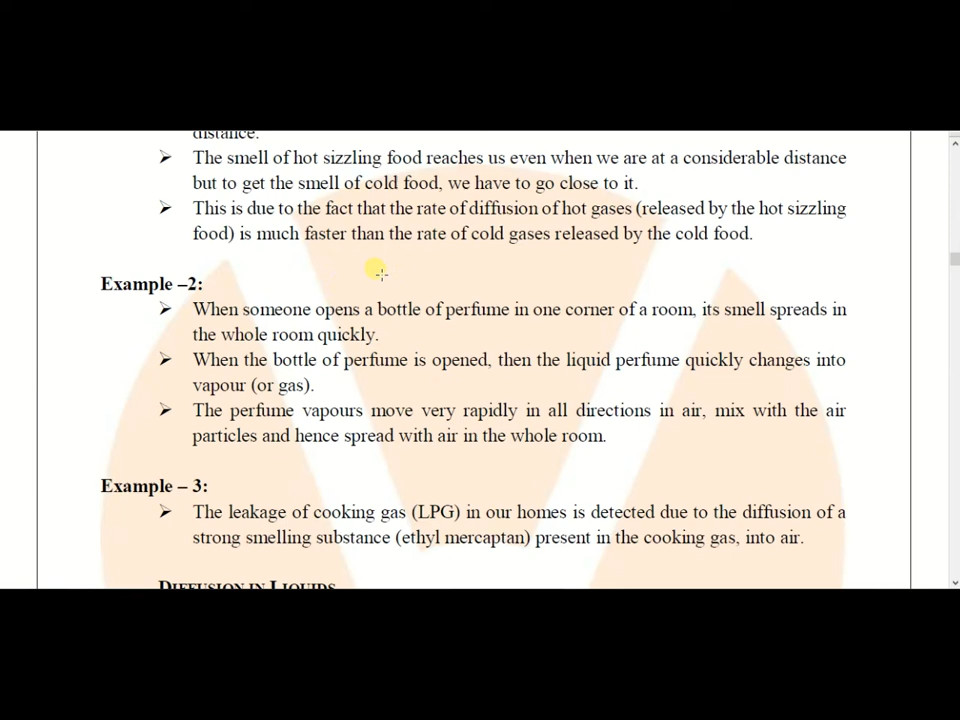 distance.
➢ The smell of hot sizzling food reaches us even when we are at a considerable distance
but to get the smell of cold food, we have to go close to it.
➢ This is due to the fact that the rate of diffusion of hot gases (released by the hot sizzling
food) is much faster than the rate of cold gases released by the cold food.
Example –2:
➢ When someone opens a bottle of perfume in one corner of a room, its smell spreads in
the whole room quickly.
➢ When the bottle of perfume is opened, then the liquid perfume quickly changes into
vapour (or gas).
➢ The perfume vapours move very rapidly in all directions in air, mix with the air
particles and hence spread with air in the whole room.
Example – 3:
➢ The leakage of cooking gas (LPG) in our homes is detected due to the diffusion of a
strong smelling substance (ethyl mercaptan) present in the cooking gas, into air.
DIFFUSION IN LIQUIDS